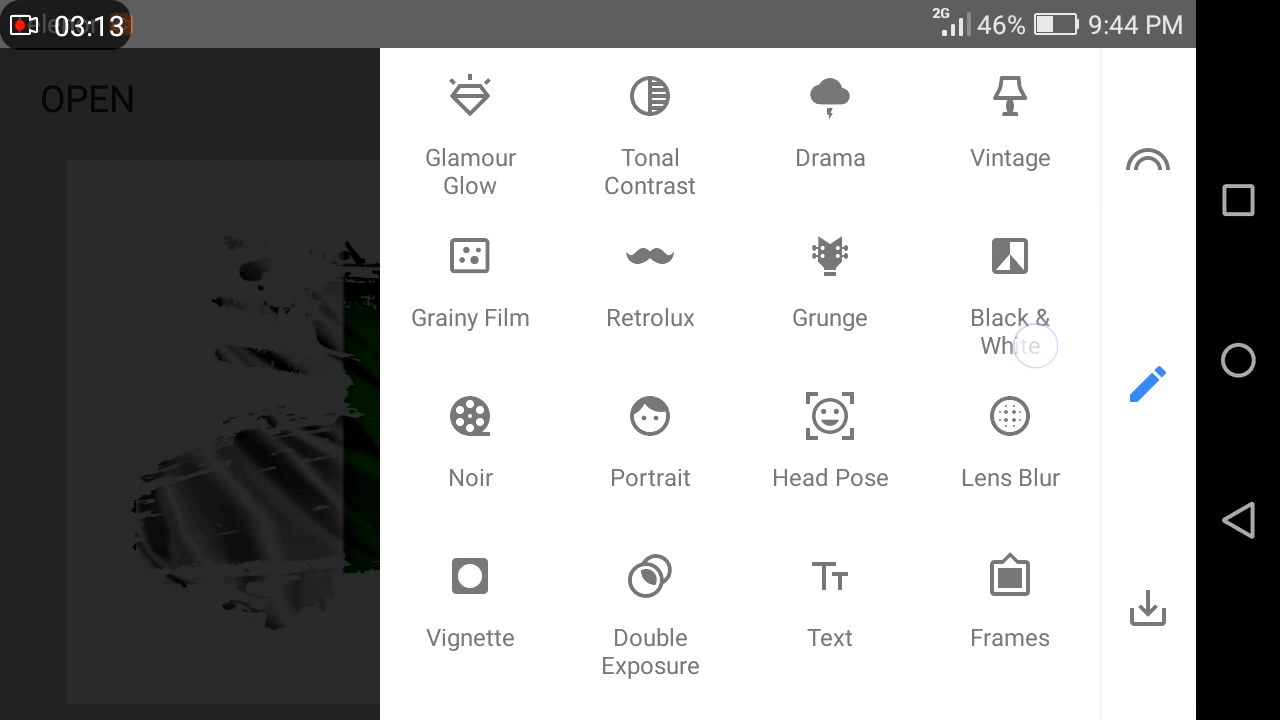 03:13
2G
46%
9:44 PM
OPEN
Glamour
Glow
Tonal
Contrast
Drama
Vintage
Grainy Film
Retrolux
Grunge
Black &
White
Noir
Portrait
Head Pose
Lens Blur
Vignette
Double
Exposure
Text
Frames